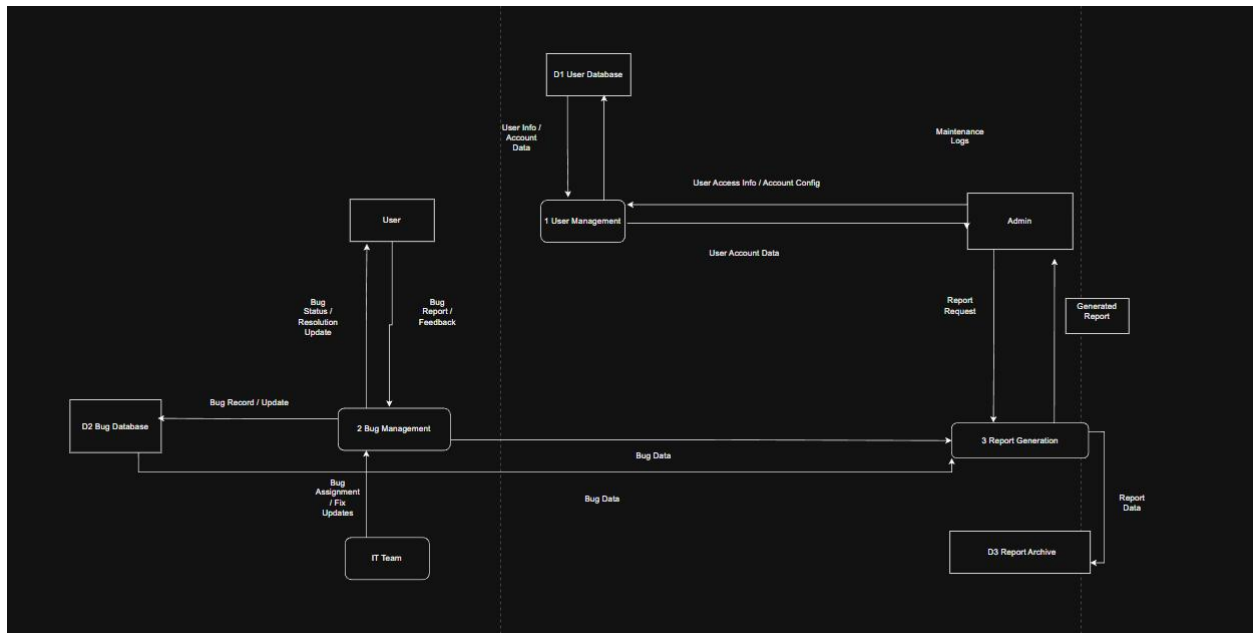 D1 User Database
User Info /
Account
Data
Maintenance
Logs
User Access Info / Account Config
User
1 User Management
Admin
User Account Data
Bug
Status /
Resolution
Update
Bug
Report /
Feedback
Report
Request
Generated
Report
Bug Record / Update
D2 Bug Database
2 Bug Management
3 Report Generation
Bug Data
Bug
Assignment
/ Fix
Updates
Bug Data
Report
Data
IT Team
D3 Report Archive